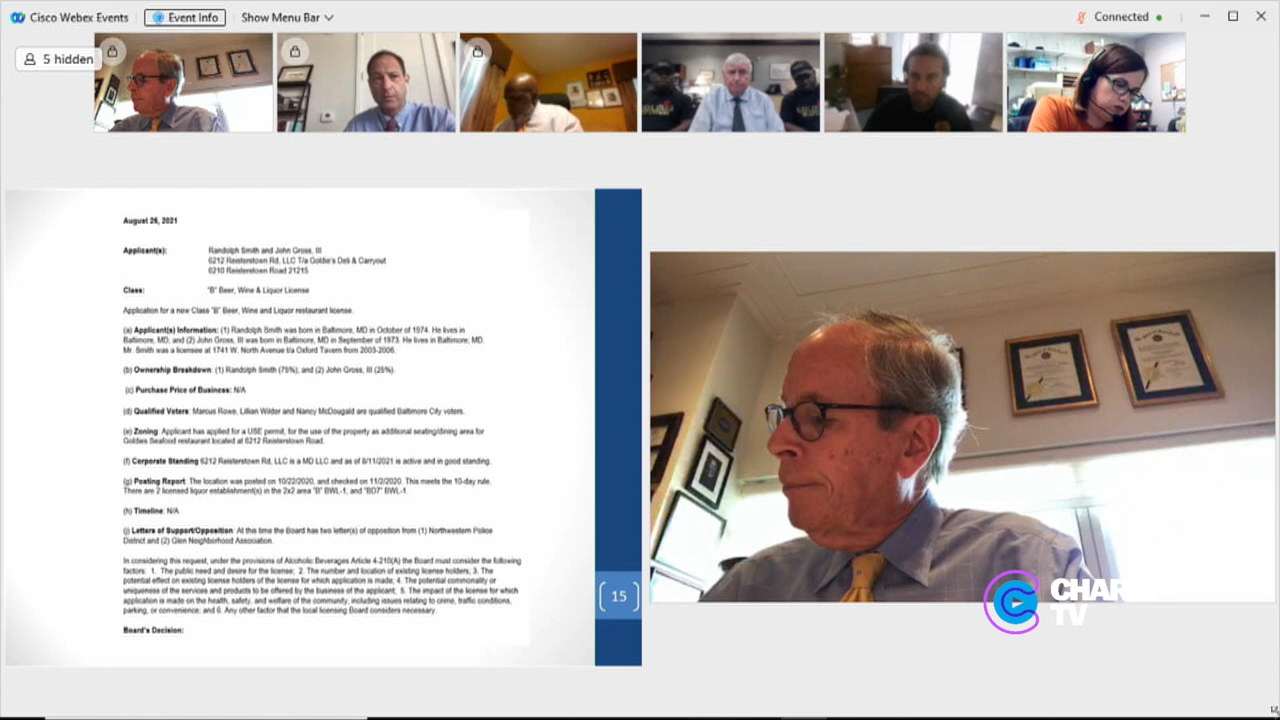 Cisco Webex Events
Event Info
Show Menu Bar
Connected
5 hidden
August 26, 2021
Applicant(s): Randolph Smith and John Gross, III
6212 Reisterstown Rd, LLC T/a Goldie's Deli & Carryout
6210 Reisterstown Road 21215
Class: "B" Beer, Wine & Liquor License
Application for a new Class "B" Beer, Wine and Liquor restaurant license.
(a) Applicant(s) Information: (1) Randolph Smith was born in Baltimore, MD in October of 1974. He lives in
Baltimore, MD, and (2) John Gross, III was born in Baltimore, MD in September of 1973. He lives in Baltimore, MD.
Mr. Smith was a licensee at 1741 W. North Avenue t/a Oxford Tavern from 2003-2006.
(b) Ownership Breakdown: (1) Randolph Smith (75%); and (2) John Gross, III (25%).
(c) Purchase Price of Business: N/A
(d) Qualified Voters: Marcus Rowe, Lillian Wilder and Nancy McDougald are qualified Baltimore City voters.
(e) Zoning: Applicant has applied for a USE permit, for the use of the property as additional seating/dining area for
Goldies Seafood restaurant located at 6212 Reisterstown Road.
(f) Corporate Standing 6212 Reisterstown Rd, LLC is a MD LLC and as of 8/11/2021 is active and in good standing.
(g) Posting Report: The location was posted on 10/22/2020, and checked on 11/2/2020. This meets the 10-day rule.
There are 2 licensed liquor establishment(s) in the 2x2 area "B" BWL-1; and "BD7" BWL-1.
(h) Timeline: N/A
(i) Letters of Support/Opposition: At this time the Board has two letter(s) of opposition from (1) Northwestern Police
District and (2) Glen Neighborhood Association.
In considering this request, under the provisions of Alcoholic Beverages Article 4-210(A) the Board must consider the following
factors: 1. The public need and desire for the license; 2. The number and location of existing license holders; 3. The
potential effect on existing license holders of the license for which application is made; 4. The potential commonality or
uniqueness of the services and products to be offered by the business of the applicant; 5. The impact of the license for which
application is made on the health, safety, and welfare of the community, including issues relating to crime, traffic conditions,
parking, or convenience; and 6. Any other factor that the local licensing Board considers necessary.
Board's Decision:
15
CHAR
TV